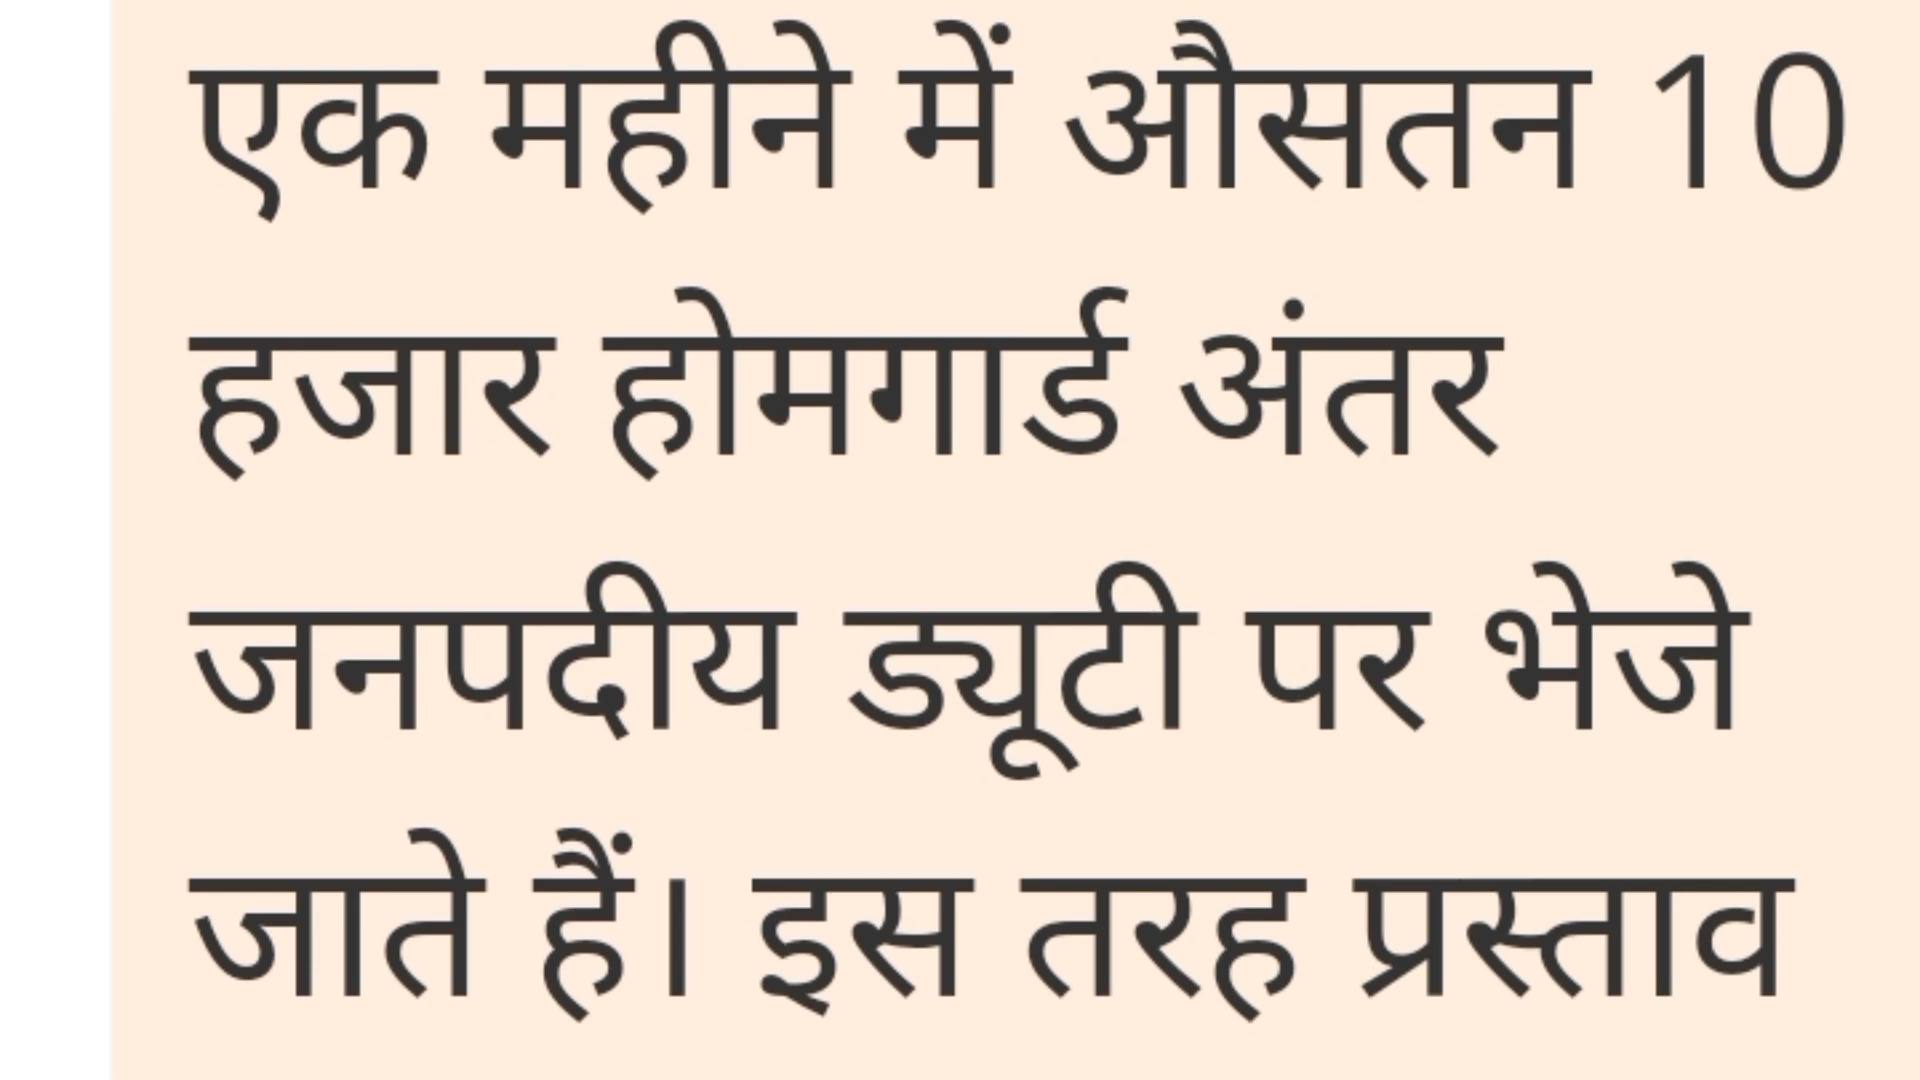 एक महीने में औसतन 10
हजार होमगार्ड अंतर
जनपदीय ड्यूटी पर भेजे
जाते हैं। इस तरह प्रस्ताव